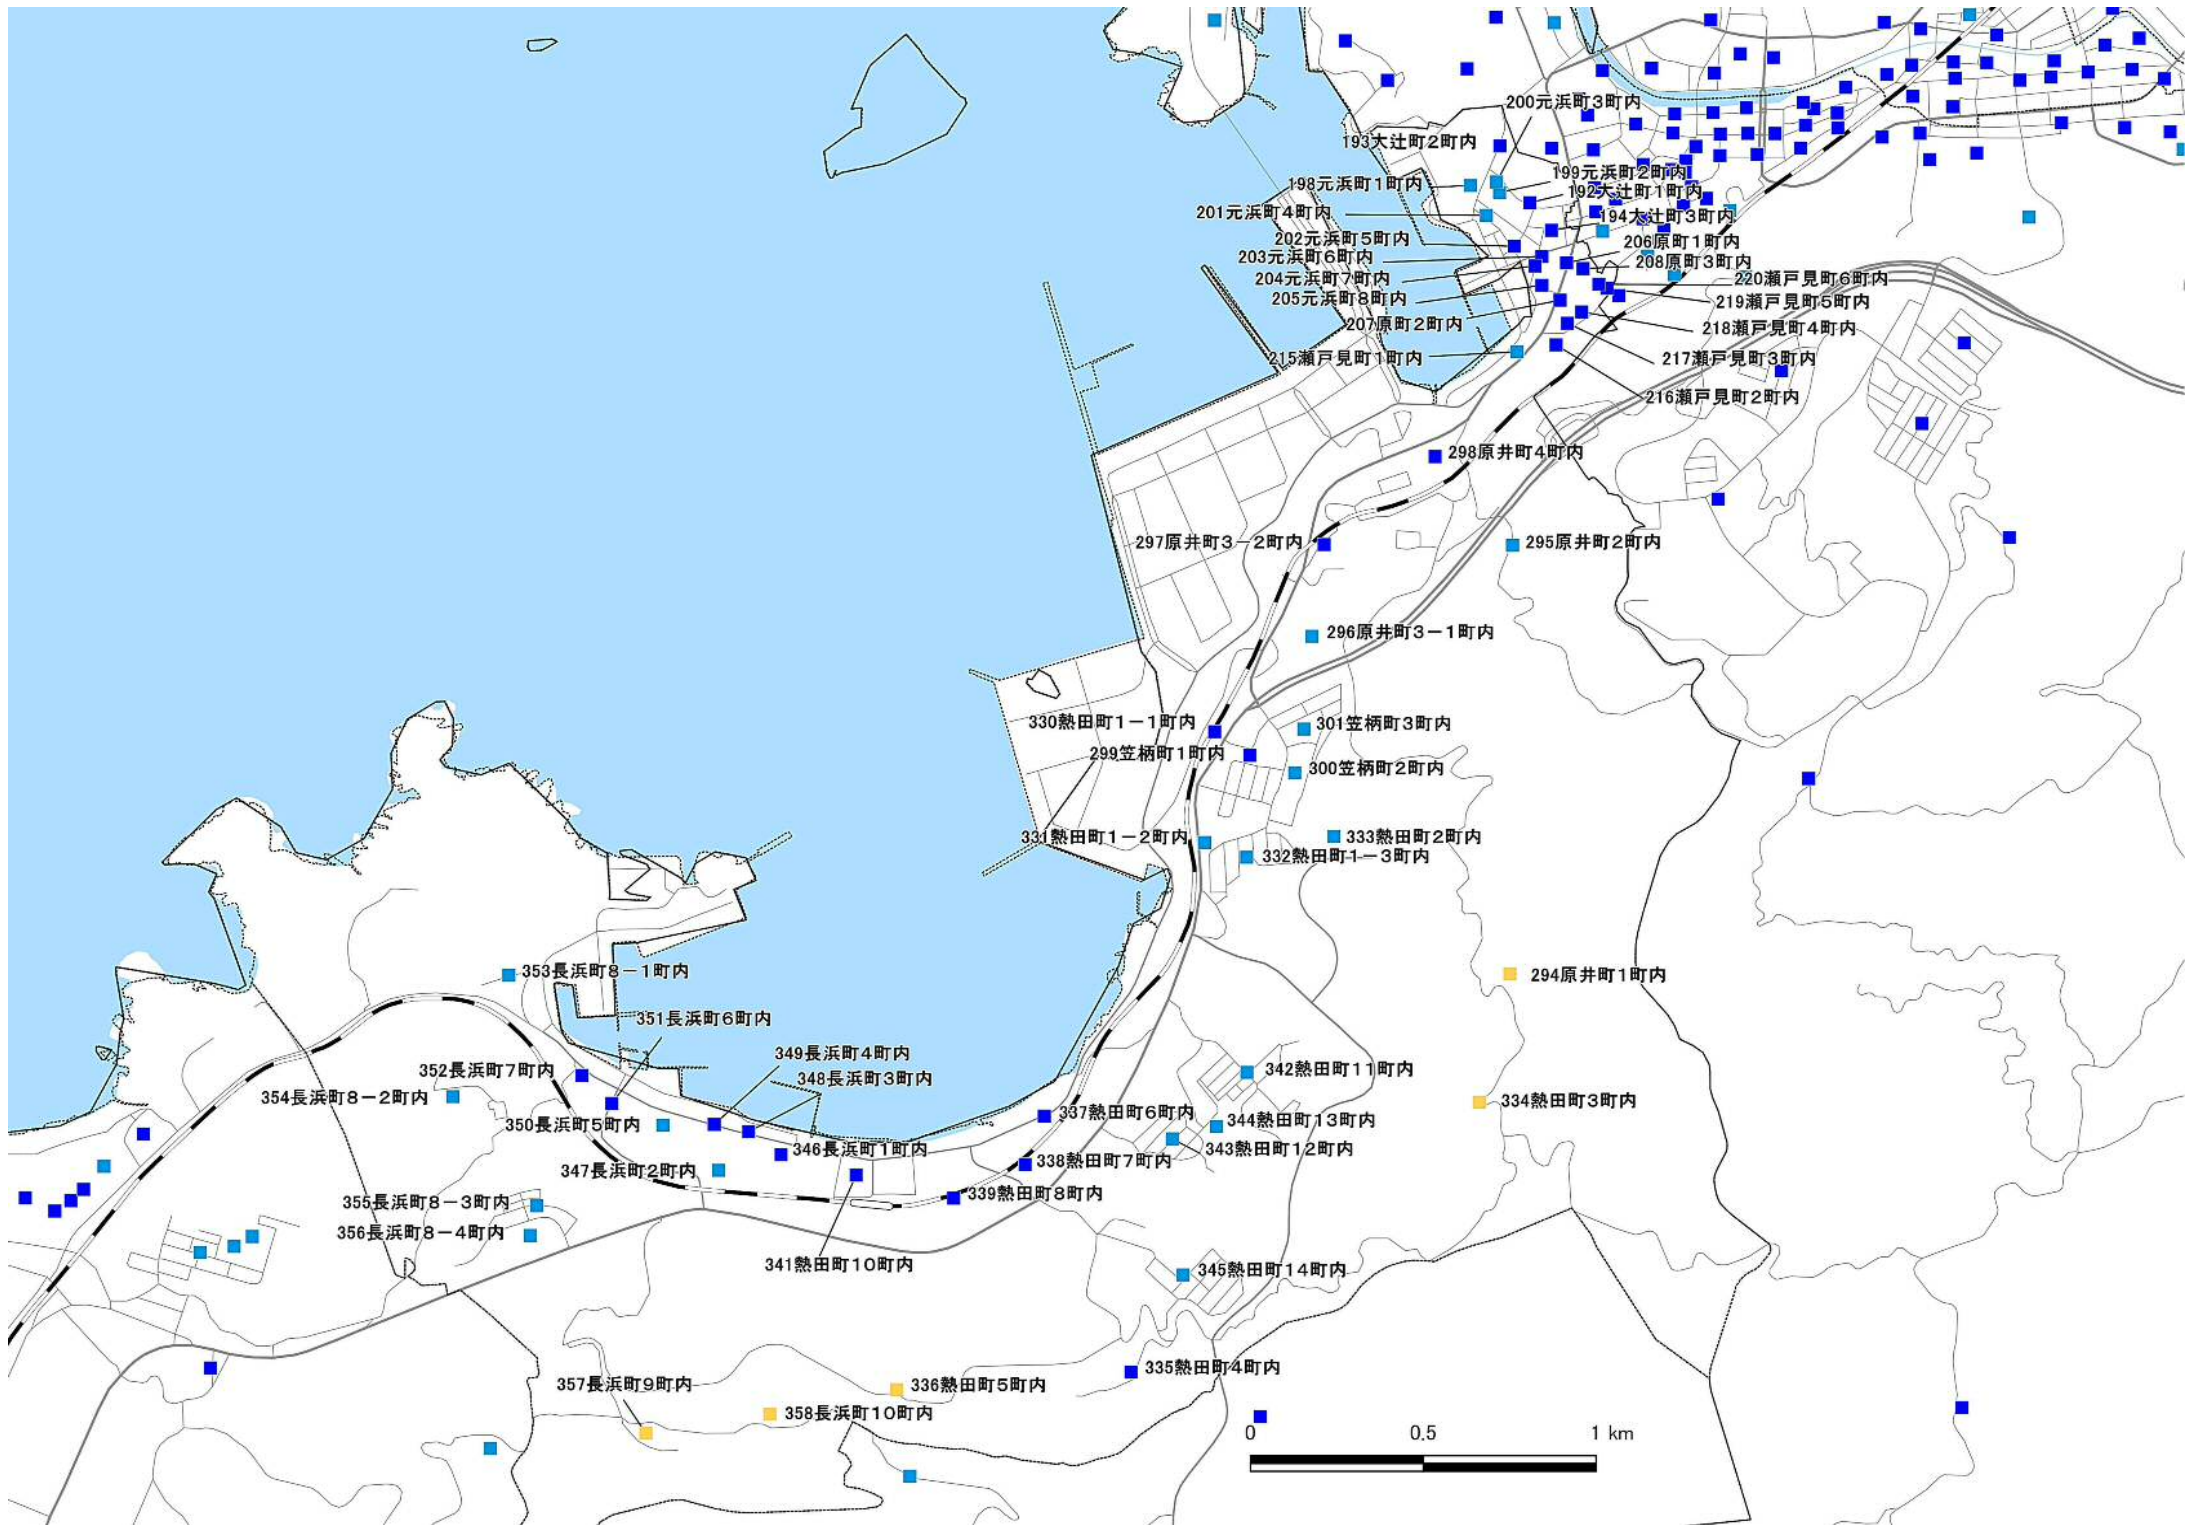 200元浜町3町内
193大辻町2町内
199元浜町2町内
198元浜町1町内
192大辻町1町内
201元浜町4町内
194大辻町3町内
202元浜町5町内
206原町1町内
203元浜町6町内
208原町3町内
204元浜町7町内
220瀬戸見町6町内
205元浜町8町内
219瀬戸見町5町内
207原町2町内
218瀬戸見町4町内
215瀬戸見町1町内
217瀬戸見町3町内
216瀬戸見町2町内
298原井町4町内
297原井町3-2町内
295原井町2町内
296原井町3-1町内
330熱田町1-1町内
301笠柄町3町内
299笠柄町1町内
300笠柄町2町内
331熱田町1-2町内
333熱田町2町内
332熱田町1-3町内
353長浜町8-1町内
294原井町1町内
351長浜町6町内
349長浜町4町内
352長浜町7町内
342熱田町11町内
348長浜町3町内
354長浜町8-2町内
334熱田町3町内
337熱田町6町内
350長浜町5町内
344熱田町13町内
346長浜町1町内
343熱田町12町内
347長浜町2町内
338熱田町7町内
339熱田町8町内
355長浜町8-3町内
356長浜町8-4町内
341熱田町10町内
345熱田町14町内
335熱田町4町内
357長浜町9町内
336熱田町5町内
358長浜町10町内
0 0.5 1 km